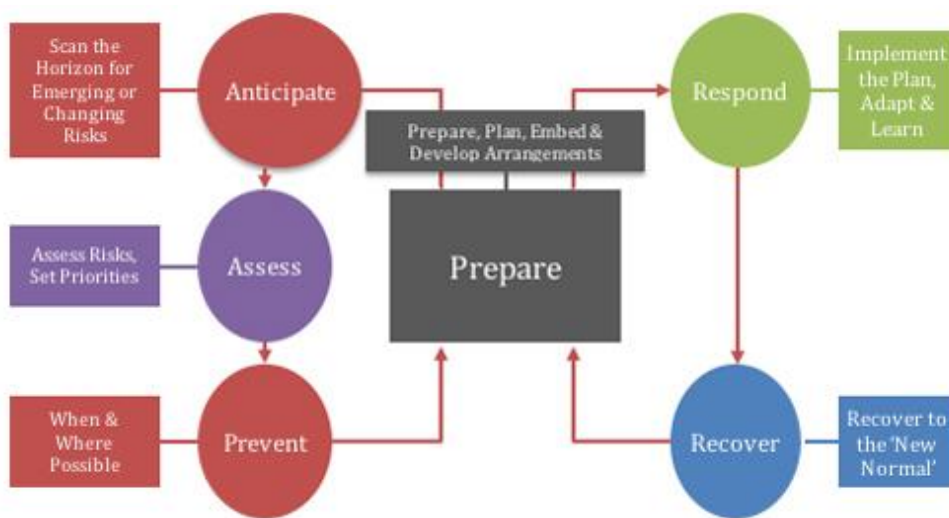 Scan the
Horizon for
Emerging or
Changing
Risks
Anticipate
Prepare, Plan, Embed &
Develop Arrangements
Respond
Implement
the Plan,
Adapt &
Learn
Assess Risks,
Set Priorities
Assess
Prepare
When &
Where
Possible
Prevent
Recover
Recover to
the ‘New
Normal’